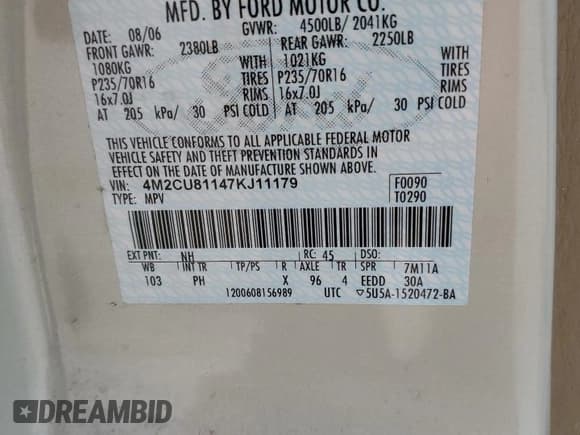 MFD. BY FORD MOTOR CO.
DATE: 08/06 GVWR: 4500LB/ 2041KG
FRONT GAWR: 2380LB REAR GAWR: 2250LB
1080KG WITH 1021KG WITH
P235/70R16 TIRES P235/70R16 TIRES
16x7.0J RIMS 16x7.0J RIMS
AT 205 kPa/ 30 PSI COLD AT 205 kPa/ 30 PSI COLD
THIS VEHICLE CONFORMS TO ALL APPLICABLE FEDERAL MOTOR
VEHICLE SAFETY AND THEFT PREVENTION STANDARDS IN
EFFECT ON THE DATE OF MANUFACTURE SHOWN ABOVE.
VIN: 4M2CU81147KJ11179 F0090
TYPE: MPV T0290
EXT PNT: NH RC: 45 DSO:
WB INT TR TP/PS R AXLE TR SPR 7M11A
103 PH X 96 4 EEDD 30A
1200608156989 UTC ▽5U5A-1520472-BA
DREAMBID